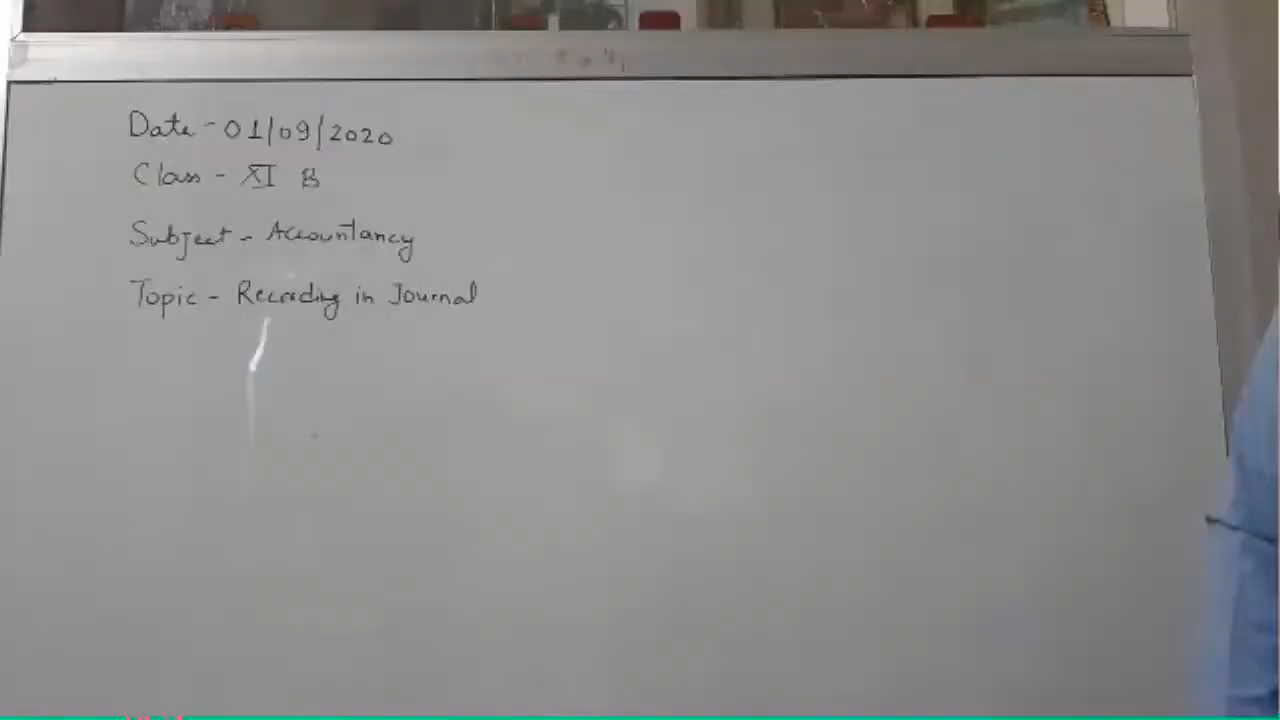 Date - 01/09/2020
Class - XI B
Subject - Accountancy
Topic - Recording in Journal